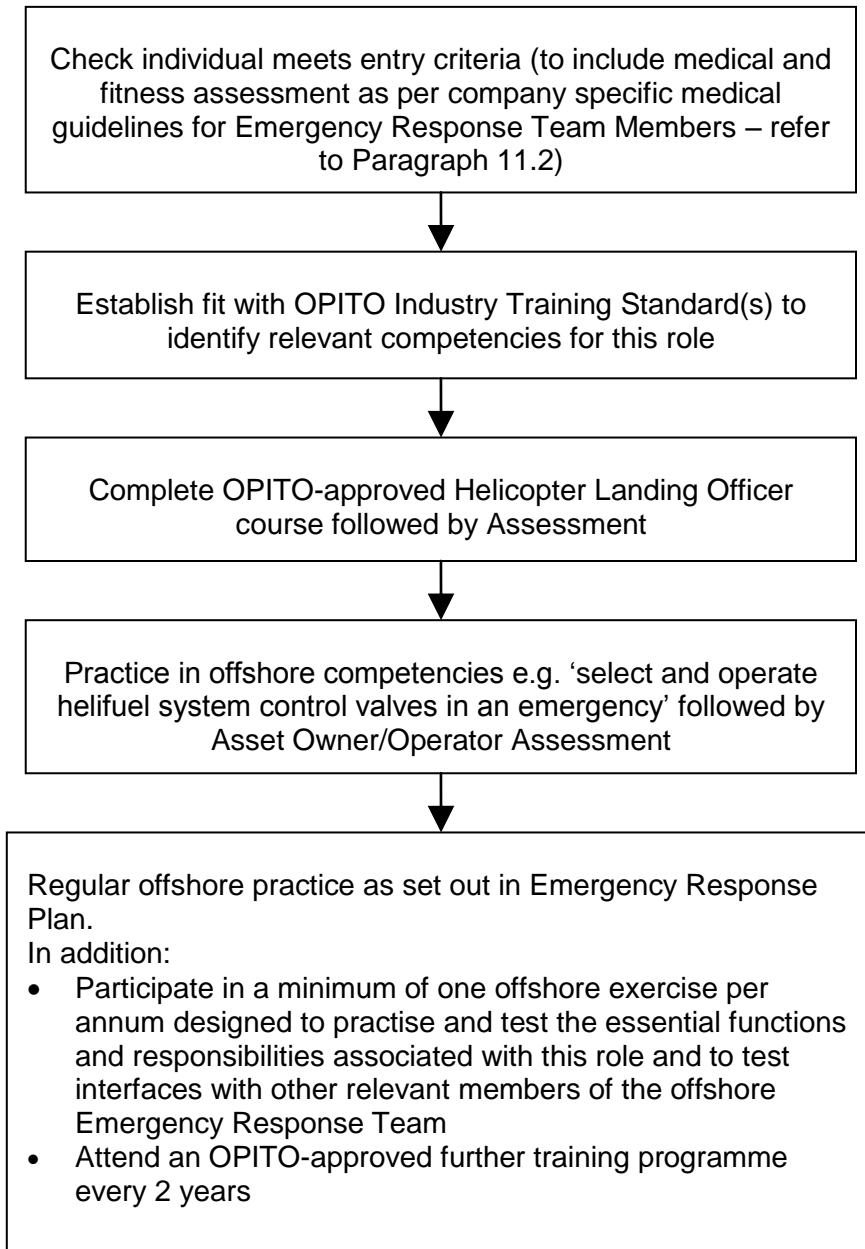 Check individual meets entry criteria (to include medical and
fitness assessment as per company specific medical
guidelines for Emergency Response Team Members – refer
to Paragraph 11.2)
Establish fit with OPITO Industry Training Standard(s) to
identify relevant competencies for this role
Complete OPITO-approved Helicopter Landing Officer
course followed by Assessment
Practice in offshore competencies e.g. ‘select and operate
helifuel system control valves in an emergency’ followed by
Asset Owner/Operator Assessment
Regular offshore practice as set out in Emergency Response
Plan.
In addition:
• Participate in a minimum of one offshore exercise per
annum designed to practise and test the essential functions
and responsibilities associated with this role and to test
interfaces with other relevant members of the offshore
Emergency Response Team
• Attend an OPITO-approved further training programme
every 2 years